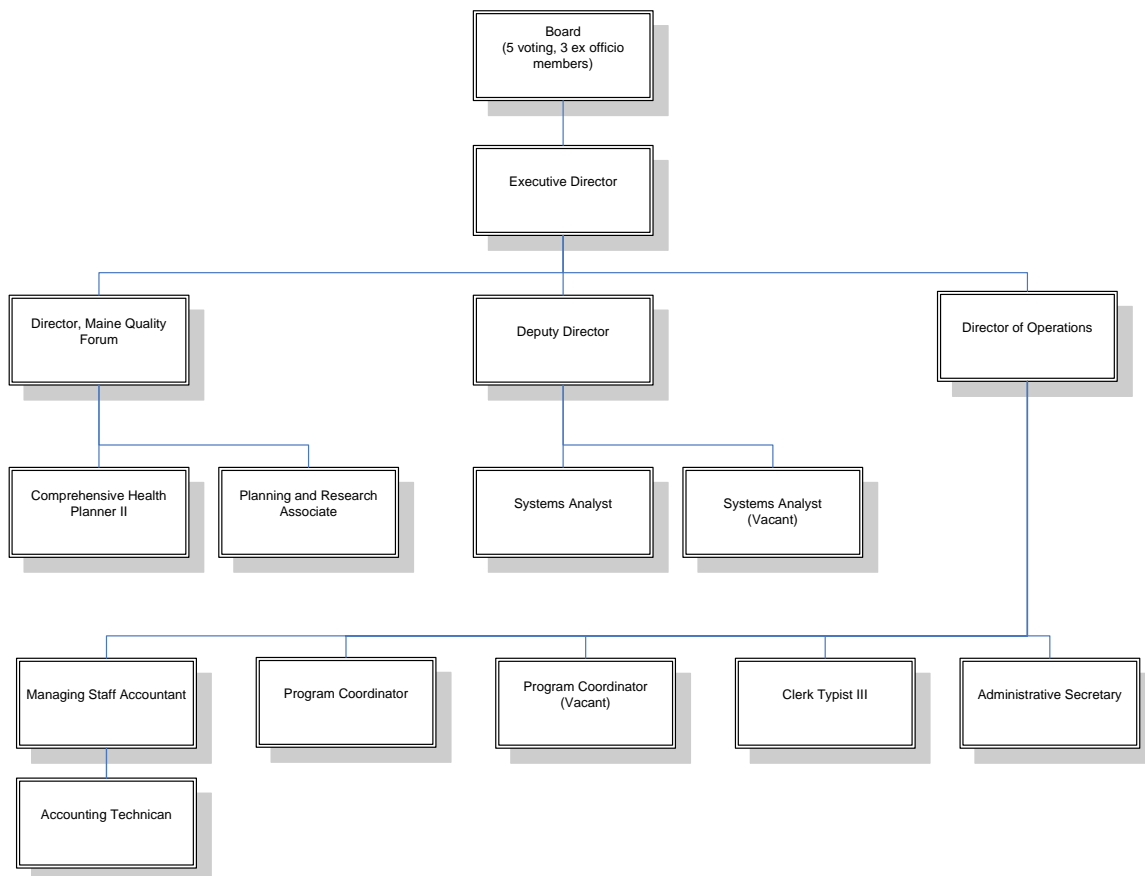 Board
(5 voting, 3 ex officio
members)
Executive Director
Director, Maine Quality
Forum
Deputy Director
Director of Operations
Comprehensive Health
Planner II
Planning and Research
Associate
Systems Analyst
Systems Analyst
(Vacant)
Managing Staff Accountant
Program Coordinator
Program Coordinator
(Vacant)
Clerk Typist III
Administrative Secretary
Accounting Technican